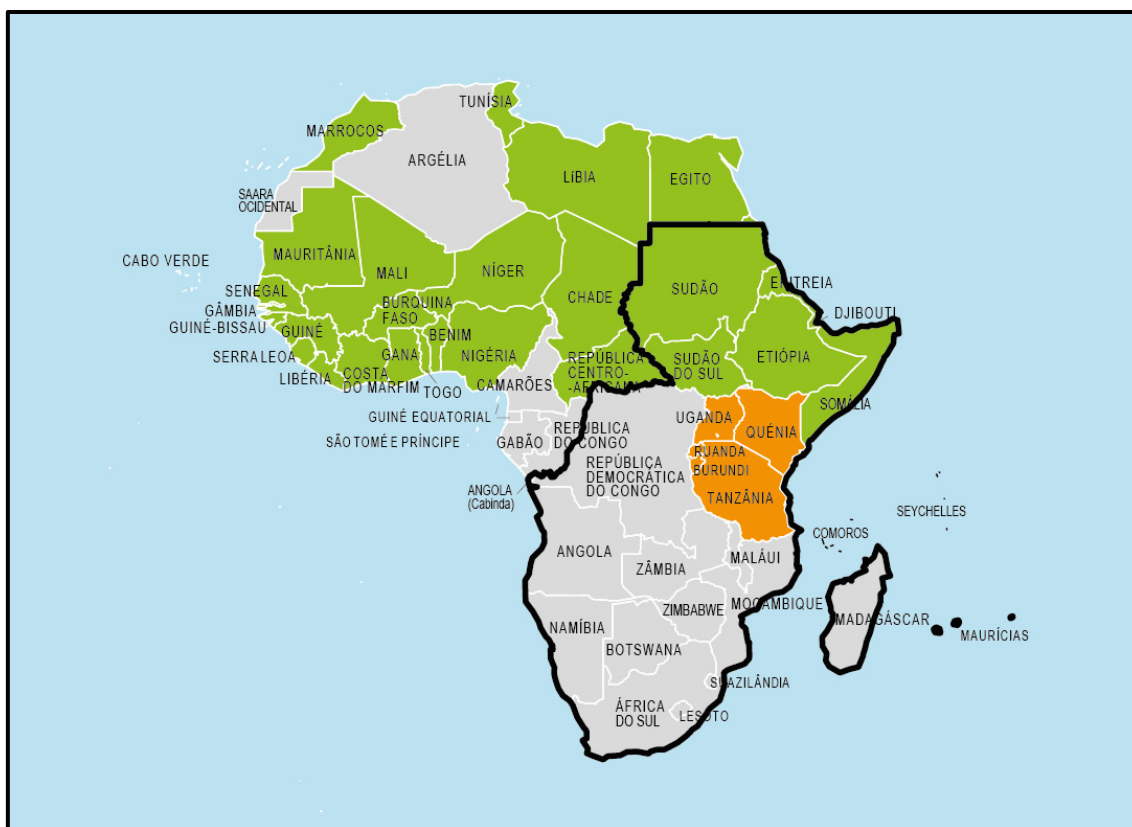 TUNÍSIA
MARROCOS
ARGÉLIA
LíBIA
EGITO
SAARA
OCIDENTAL
CABO VERDE
MAURITÂNIA
MALI
NÍGER
CHADE
SUDÃO
ERITREIA
SENEGAL
BURQUINA
FASO
DJIBOUTI
GÂMBIA
GUINÉ-BISSAU
GUINÉ
BENIM
SERRA LEOA
GANA
NIGÉRIA
REPÚBLICA
CENTRO-
-AFRICANA
SUDÃO
DO SUL
ETIÓPIA
LIBÉRIA
COSTA
DO MARFIM
TOGO
CAMARÕES
SOMÁLIA
GUINÉ EQUATORIAL
UGANDA
QUÉNIA
SÃO TOMÉ E PRÍNCIPE
GABÃO
REPÚBLICA
DO CONGO
RUANDA
BURUNDI
REPÚBLICA
DEMOCRÁTICA
DO CONGO
ANGOLA
(Cabinda)
TANZÂNIA
SEYCHELLES
COMOROS
ANGOLA
ZÂMBIA
MALÁUI
MOÇAMBIQUE
ZIMBABWE
NAMÍBIA
BOTSWANA
MADAGÁSCAR
MAURÍCIAS
SUAZILÂNDIA
ÁFRICA
DO SUL
LESOTO